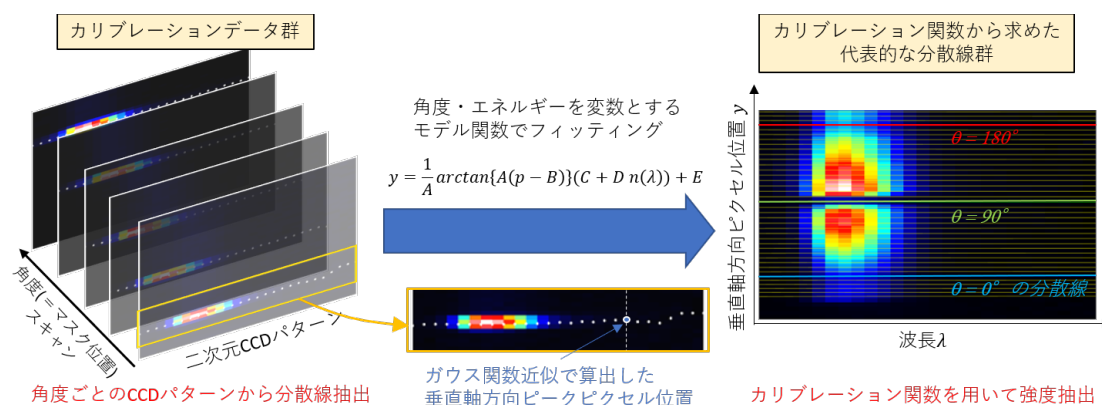 カリブレーションデータ群
角度(=マスク位置)
スキャン
二次元CCDパターン
角度ごとのCCDパターンから分散線抽出
角度・エネルギーを変数とする
モデル関数でフィッティング
y = 1/A arctan{A(p − B)}(C + D n(λ)) + E
ガウス関数近似で算出した
垂直軸方向ピークピクセル位置
カリブレーション関数から求めた
代表的な分散線群
垂直軸方向ピクセル位置 y
θ = 180°
θ = 90°
θ = 0° の分散線
波長λ
カリブレーション関数を用いて強度抽出